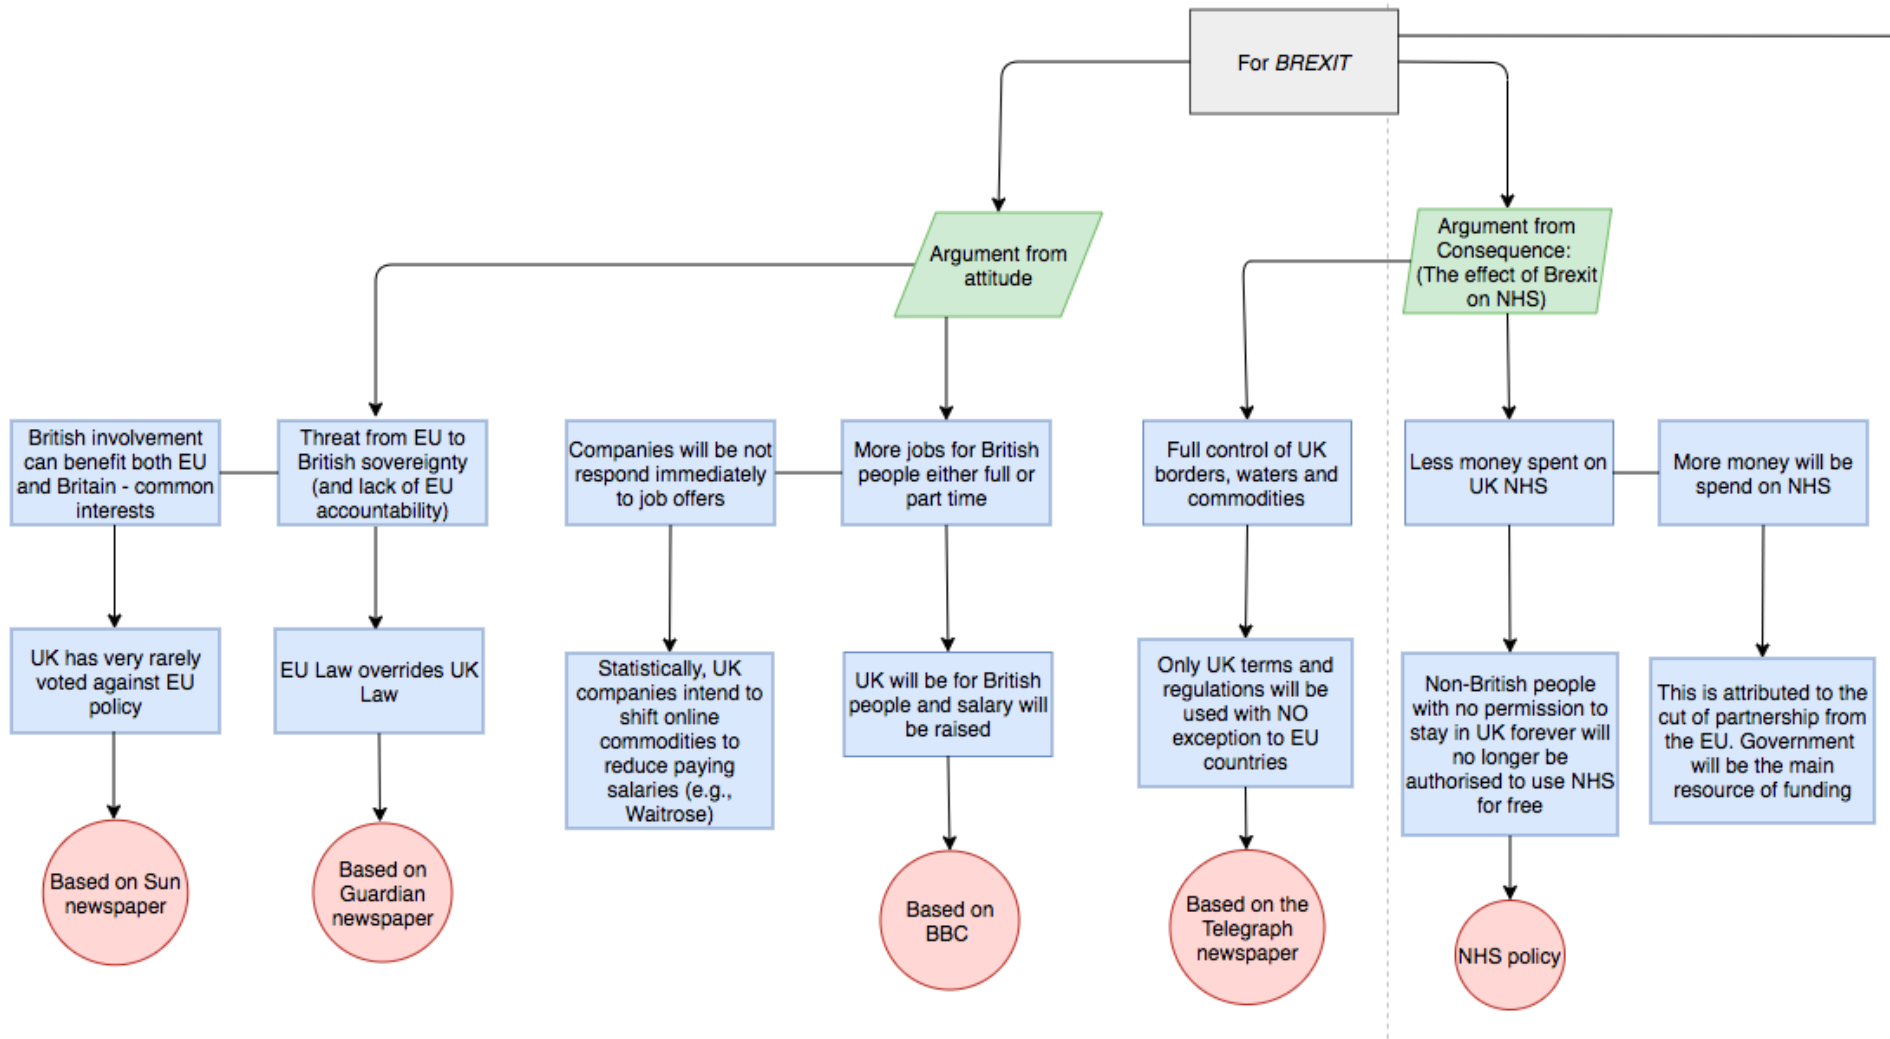 For BREXIT
Argument from
attitude
Argument from
Consequence:
(The effect of Brexit
on NHS)
British involvement
can benefit both EU
and Britain - common
interests
Threat from EU to
British sovereignty
(and lack of EU
accountability)
Companies will be not
respond immediately
to job offers
More jobs for British
people either full or
part time
Full control of UK
borders, waters and
commodities
Less money spent on
UK NHS
More money will be
spend on NHS
UK has very rarely
voted against EU
policy
EU Law overrides UK
Law
Statistically, UK
companies intend to
shift online
commodities to
reduce paying
salaries (e.g.,
Waitrose)
UK will be for British
people and salary will
be raised
Only UK terms and
regulations will be
used with NO
exception to EU
countries
Non-British people
with no permission to
stay in UK forever will
no longer be
authorised to use NHS
for free
This is attributed to the
cut of partnership from
the EU. Government
will be the main
resource of funding
Based on Sun
newspaper
Based on
Guardian
newspaper
Based on
BBC
Based on the
Telegraph
newspaper
NHS policy